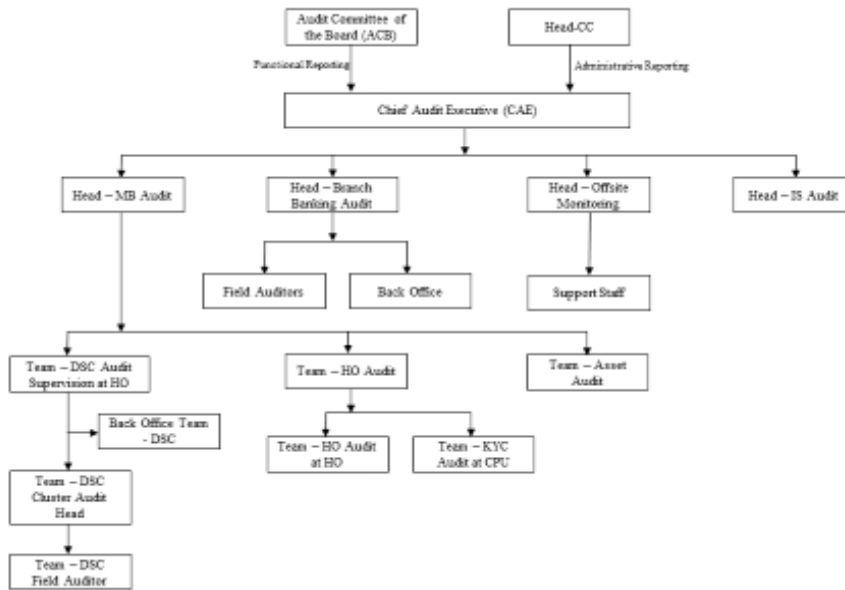 Audit Committee of
the Board (ACB)
Head-CC
Functional Reporting
Administrative Reporting
Chief Audit Executive (CAE)
Head – MB Audit
Head – Branch
Banking Audit
Head – Offsite
Monitoring
Head – IS Audit
Field Auditors
Back Office
Support Staff
Team – DSC Audit
Supervision at HO
Team – HO Audit
Team – Asset
Audit
Back Office Team
- DSC
Team – HO Audit
at HO
Team – KYC
Audit at CPU
Team – DSC
Cluster Audit
Head
Team – DSC
Field Auditor